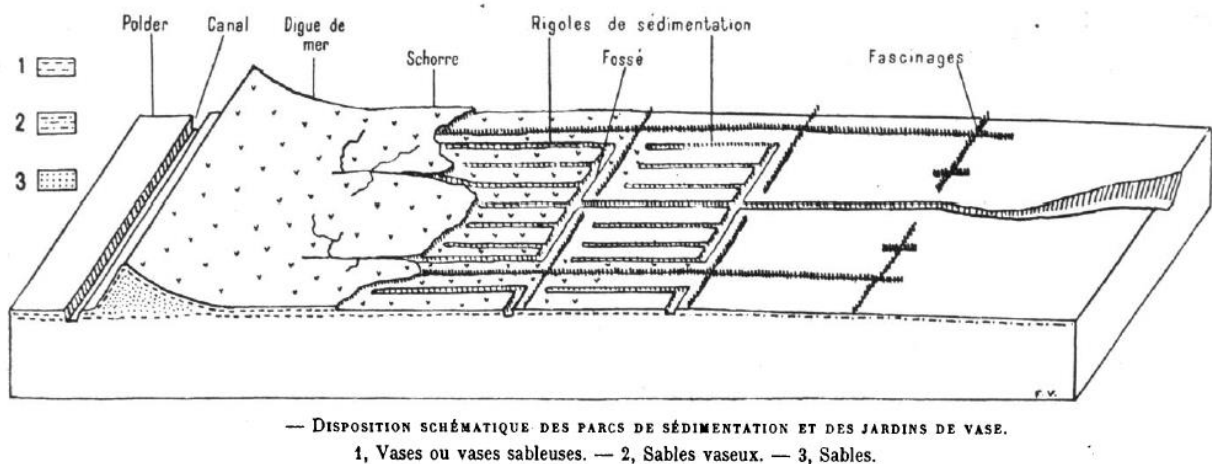 Polder
Canal
Digue de
mer
Schorre
Rigoles de sédimentation
Fossé
Fascinages
1
2
3
F. V.
— DISPOSITION SCHÉMATIQUE DES PARCS DE SÉDIMENTATION ET DES JARDINS DE VASE.
1, Vases ou vases sableuses. — 2, Sables vaseux. — 3, Sables.